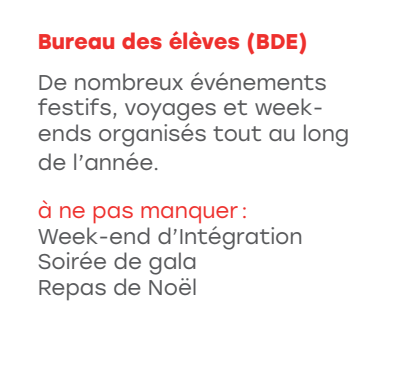 Bureau des élèves (BDE)
De nombreux événements
festifs, voyages et week-
ends organisés tout au long
de l’année.
à ne pas manquer :
Week-end d’Intégration
Soirée de gala
Repas de Noël